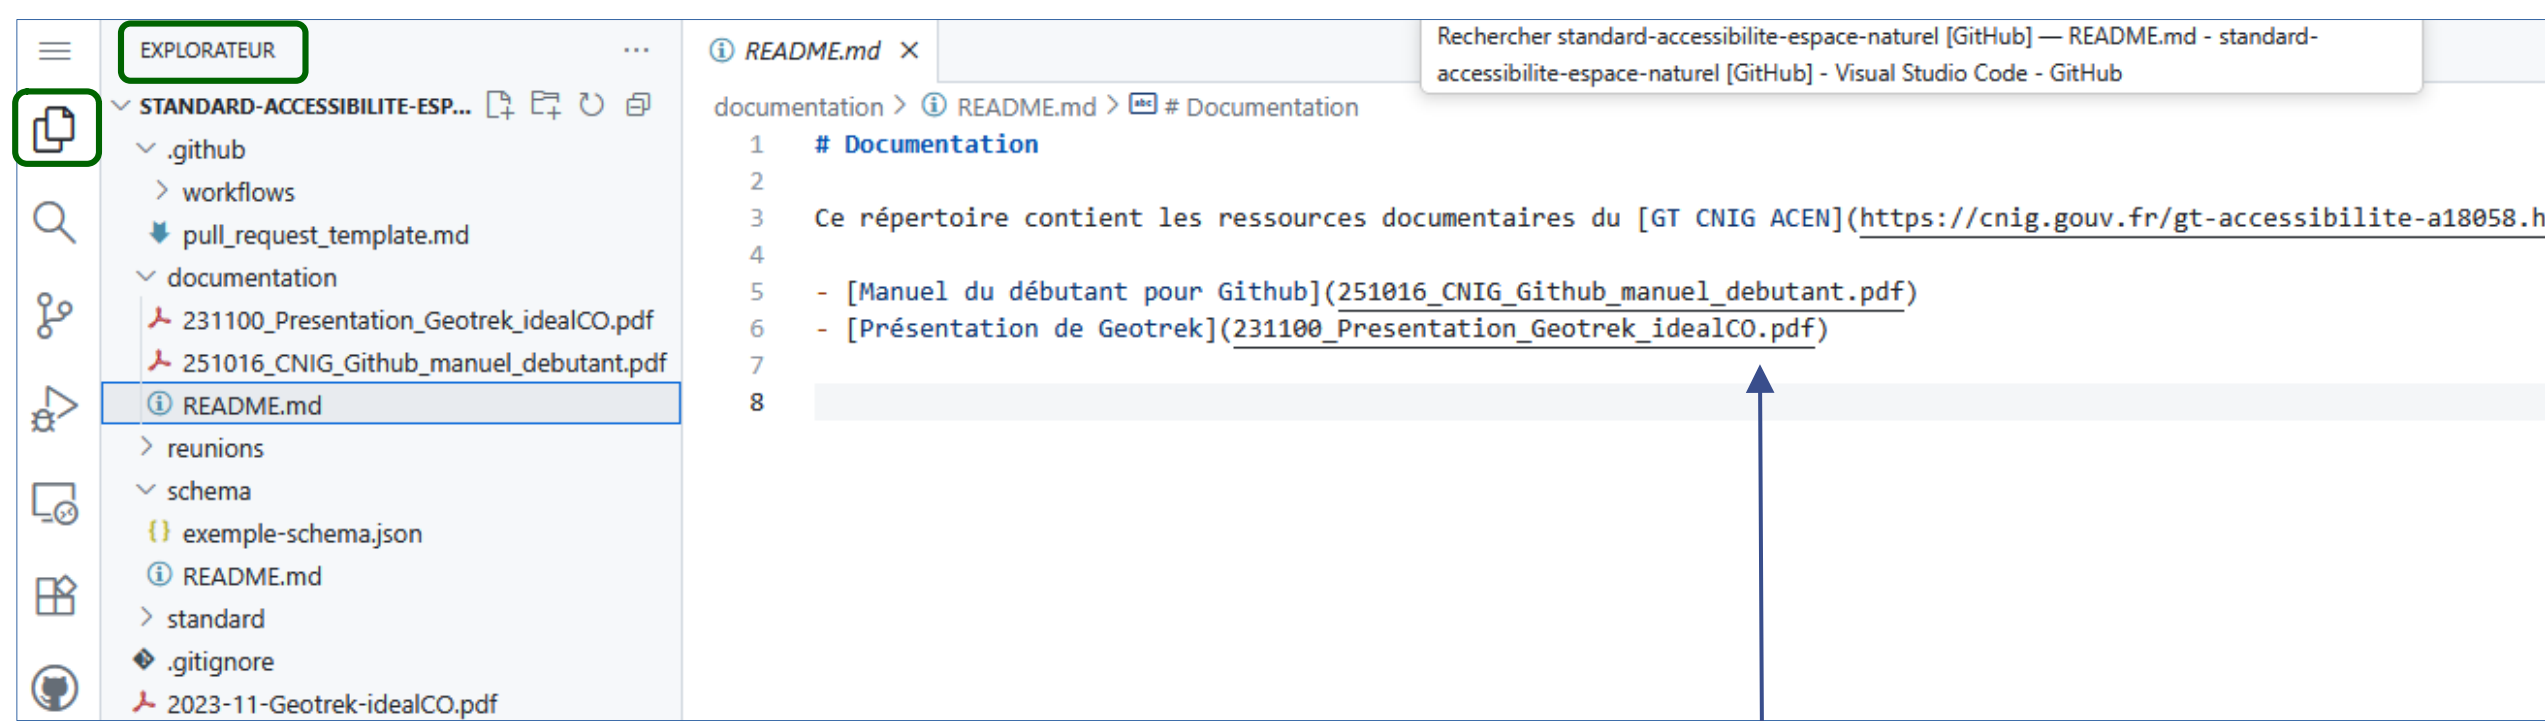 EXPLORATEUR
STANDARD-ACCESSIBILITE-ESP...
.github
workflows
pull_request_template.md
documentation
231100_Presentation_Geotrek_idealCO.pdf
251016_CNIG_Github_manuel_debutant.pdf
README.md
reunions
schema
exemple-schema.json
README.md
standard
.gitignore
2023-11-Geotrek-idealCO.pdf
README.md
Rechercher standard-accessibilite-espace-naturel [GitHub] — README.md - standard-
accessibilite-espace-naturel [GitHub] - Visual Studio Code - GitHub
documentation > README.md > # Documentation
1 # Documentation
2
3 Ce répertoire contient les ressources documentaires du [GT CNIG ACEN](https://cnig.gouv.fr/gt-accessibilite-a18058.h
4
5 - [Manuel du débutant pour Github](251016_CNIG_Github_manuel_debutant.pdf)
6 - [Présentation de Geotrek](231100_Presentation_Geotrek_idealCO.pdf)
7
8